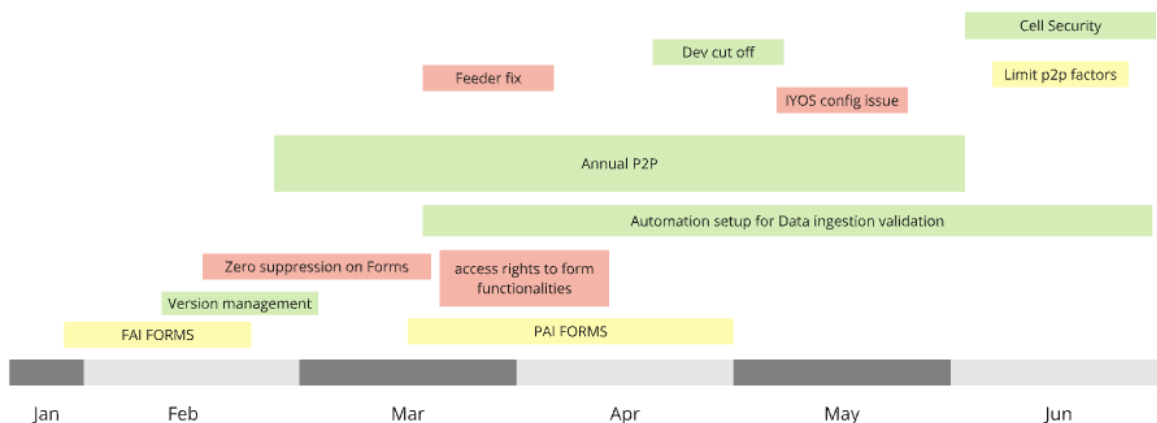 Cell Security
Dev cut off
Feeder fix
Limit p2p factors
IYOS config issue
Annual P2P
Automation setup for Data ingestion validation
Zero suppression on Forms
access rights to form
functionalities
Version management
FAI FORMS
PAI FORMS
Jan
Feb
Mar
Apr
May
Jun